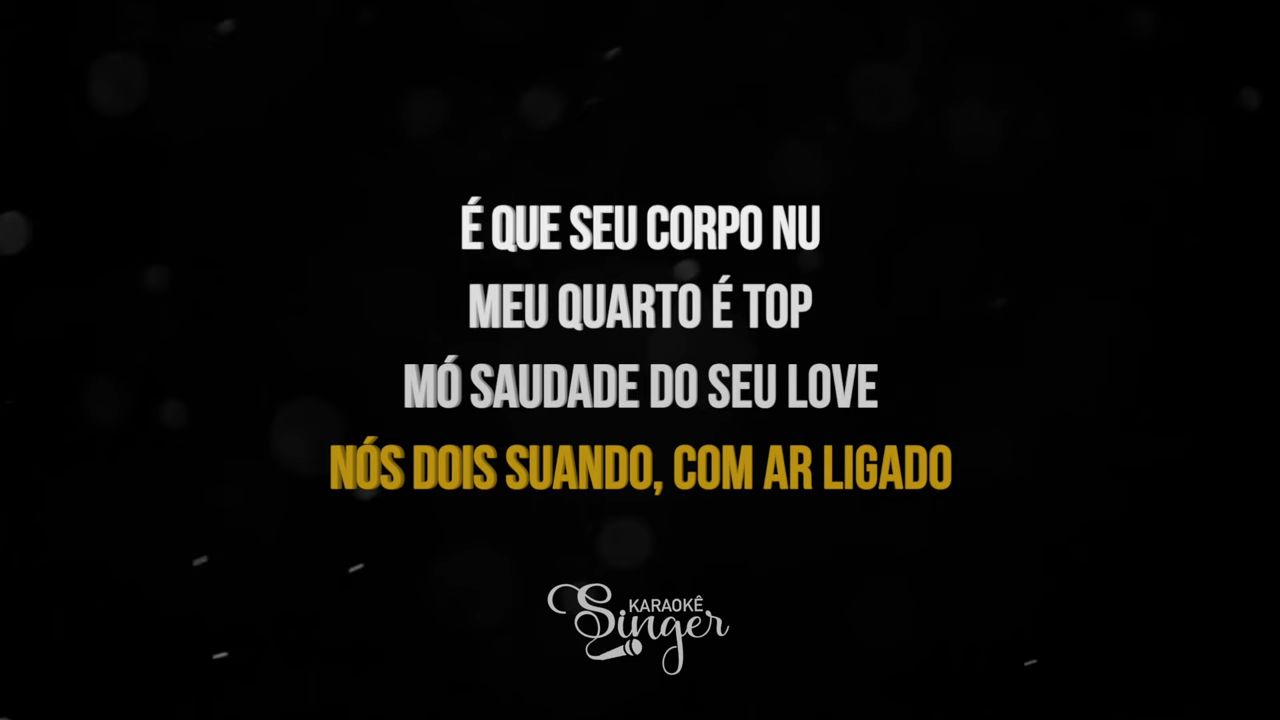 É QUE SEU CORPO NU
MEU QUARTO É TOP
MÓ SAUDADE DO SEU LOVE
NÓS DOIS SUANDO, COM AR LIGADO
KARAOKÊ
Singer